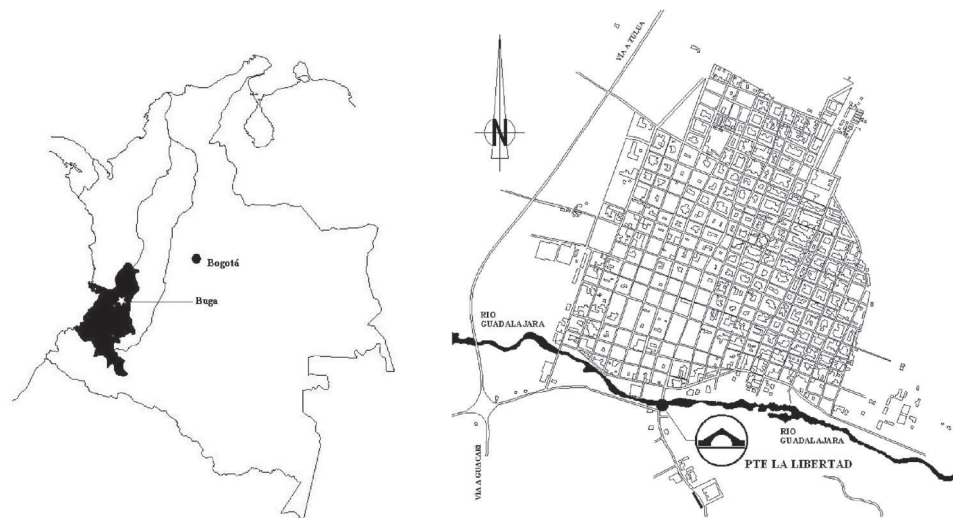 Bogotá
Buga
VÍA A TULUA
N
RIO
GUADALAJARA
RIO
GUADALAJARA
PTE LA LIBERTAD
VÍA A GUACARI